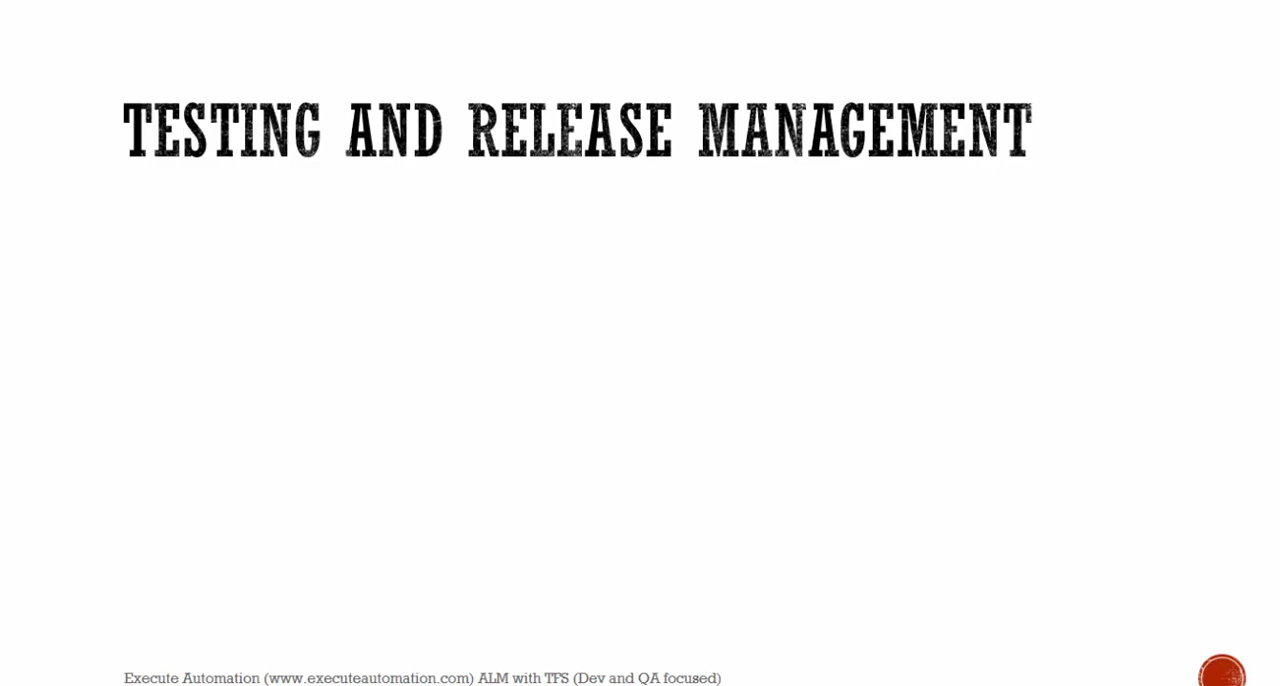 TESTING AND RELEASE MANAGEMENT
Execute Automation (www.executeautomation.com) ALM with TFS (Dev and QA focused)